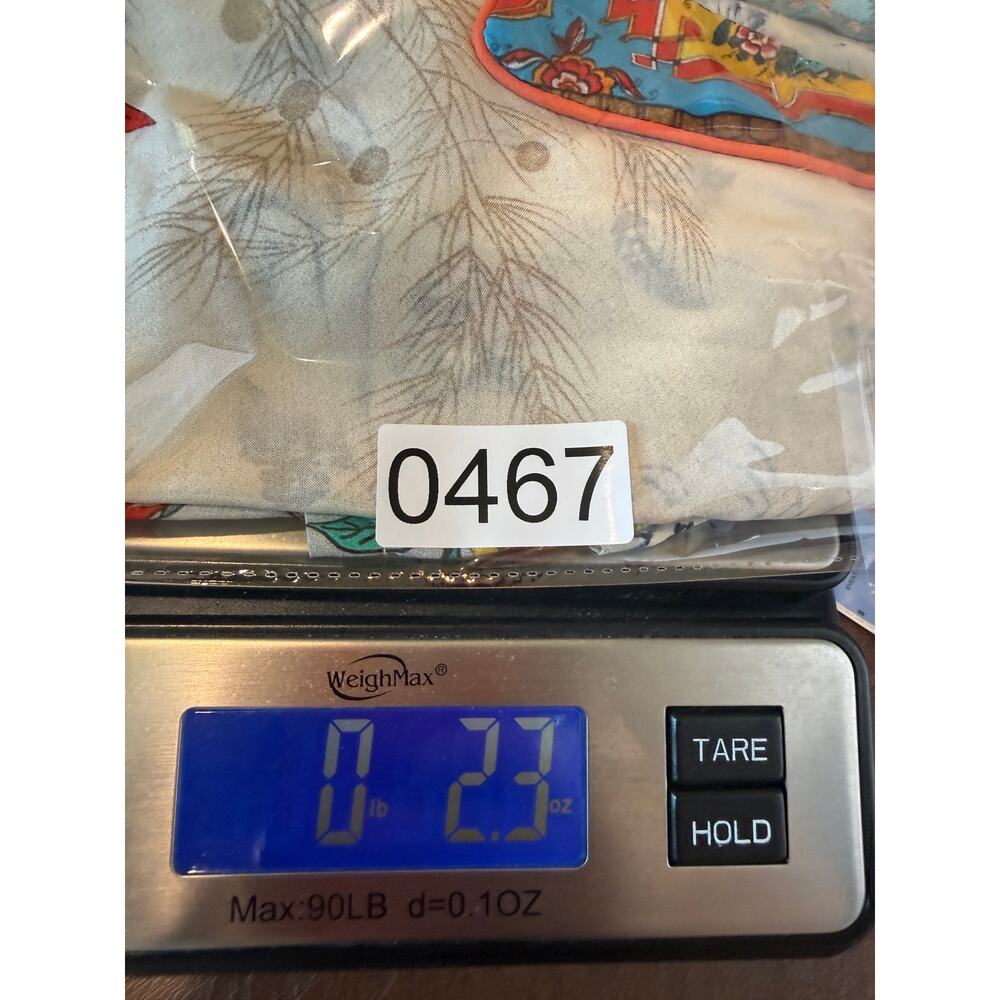 0467
WeighMax®
0 lb 2.3 oz
TARE
HOLD
Max:90LB d=0.1OZ